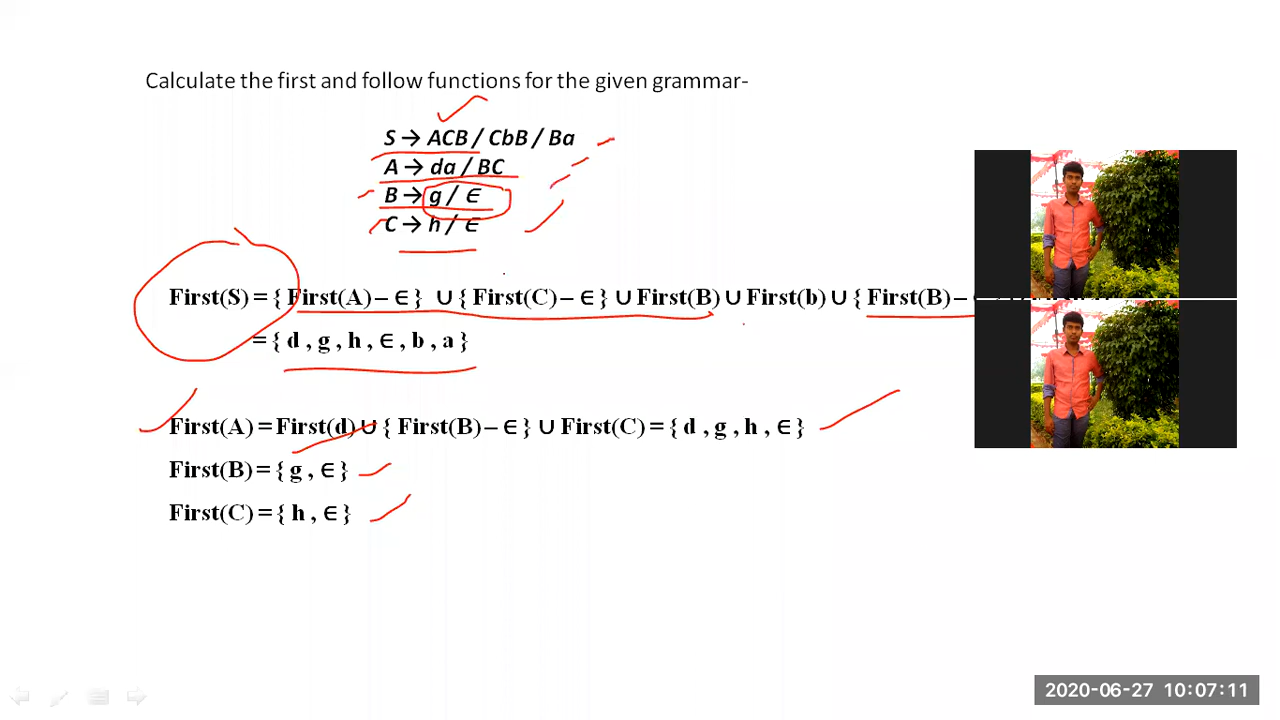 Calculate the first and follow functions for the given grammar-
S → ACB / CbB / Ba
A → da / BC
B → g / ∈
C → h / ∈
First(S) = { First(A) – ∈ } ∪ { First(C) – ∈ } ∪ First(B) ∪ First(b) ∪ { First(B) –
= { d , g , h , ∈ , b , a }
First(A) = First(d) ∪ { First(B) – ∈ } ∪ First(C) = { d , g , h , ∈ }
First(B) = { g , ∈ }
First(C) = { h , ∈ }
2020-06-27 10:07:11